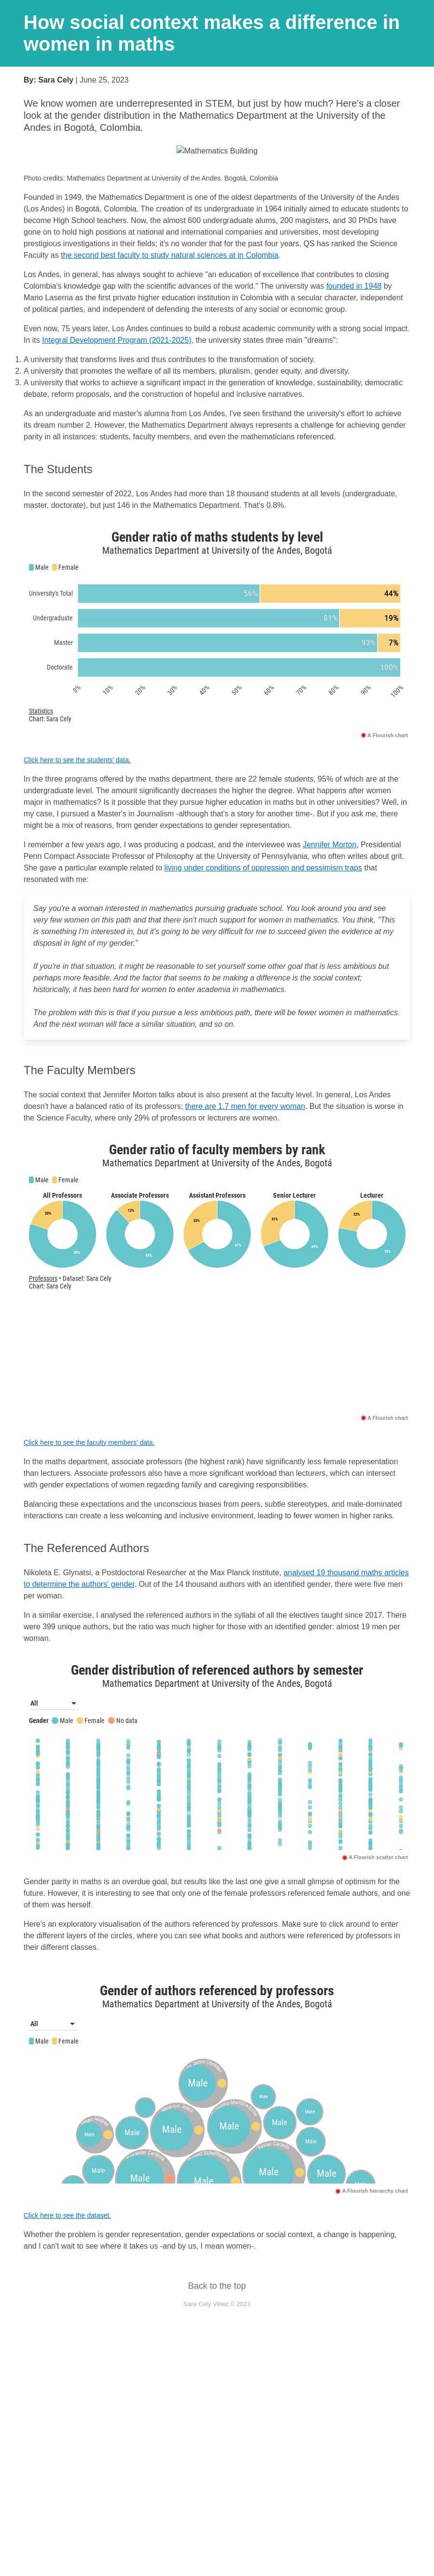 How social context makes a difference in
women in maths
By: Sara Cely | June 25, 2023
We know women are underrepresented in STEM, but just by how much? Here's a closer
look at the gender distribution in the Mathematics Department at the University of the
Andes in Bogotá, Colombia.
Mathematics Building
Photo credits: Mathematics Department at University of the Andes. Bogotá, Colombia
Founded in 1949, the Mathematics Department is one of the oldest departments of the University of the Andes
(Los Andes) in Bogotá, Colombia. The creation of its undergraduate in 1964 initially aimed to educate students to
become High School teachers. Now, the almost 600 undergraduate alums, 200 magisters, and 30 PhDs have
gone on to hold high positions at national and international companies and universities, most developing
prestigious investigations in their fields; it's no wonder that for the past four years, QS has ranked the Science
Faculty as the second best faculty to study natural sciences at in Colombia.
Los Andes, in general, has always sought to achieve "an education of excellence that contributes to closing
Colombia's knowledge gap with the scientific advances of the world." The university was founded in 1948 by
Mario Laserna as the first private higher education institution in Colombia with a secular character, independent
of political parties, and independent of defending the interests of any social or economic group.
Even now, 75 years later, Los Andes continues to build a robust academic community with a strong social impact.
In its Integral Development Program (2021-2025), the university states three main "dreams":
1. A university that transforms lives and thus contributes to the transformation of society.
2. A university that promotes the welfare of all its members, pluralism, gender equity, and diversity.
3. A university that works to achieve a significant impact in the generation of knowledge, sustainability, democratic
debate, reform proposals, and the construction of hopeful and inclusive narratives.
As an undergraduate and master's alumna from Los Andes, I've seen firsthand the university's effort to achieve
its dream number 2. However, the Mathematics Department always represents a challenge for achieving gender
parity in all instances: students, faculty members, and even the mathematicians referenced.
The Students
In the second semester of 2022, Los Andes had more than 18 thousand students at all levels (undergraduate,
master, doctorate), but just 146 in the Mathematics Department. That's 0.8%.
Gender ratio of maths students by level
Mathematics Department at University of the Andes, Bogotá
Male Female
University's Total 56% 44%
Undergraduate 81% 19%
Master 93% 7%
Doctorate 100%
0% 10% 20% 30% 40% 50% 60% 70% 80% 90% 100%
Statistics
Chart: Sara Cely
A Flourish chart
Click here to see the students' data.
In the three programs offered by the maths department, there are 22 female students, 95% of which are at the
undergraduate level. The amount significantly decreases the higher the degree. What happens after women
major in mathematics? Is it possible that they pursue higher education in maths but in other universities? Well, in
my case, I pursued a Master's in Journalism -although that's a story for another time-. But if you ask me, there
might be a mix of reasons, from gender expectations to gender representation.
I remember a few years ago, I was producing a podcast, and the interviewee was Jennifer Morton, Presidential
Penn Compact Associate Professor of Philosophy at the University of Pennsylvania, who often writes about grit.
She gave a particular example related to living under conditions of oppression and pessimism traps that
resonated with me:
Say you're a woman interested in mathematics pursuing graduate school. You look around you and see
very few women on this path and that there isn't much support for women in mathematics. You think, "This
is something I'm interested in, but it's going to be very difficult for me to succeed given the evidence at my
disposal in light of my gender."
If you're in that situation, it might be reasonable to set yourself some other goal that is less ambitious but
perhaps more feasible. And the that seems to be making a difference is the social context;
historically, it has been hard for women to enter academia in mathematics.
The problem with this is that if you pursue a less ambitious path, there will be fewer women in mathematics.
And the next woman will face a similar situation, and so on.
The Faculty Members
The social context that Jennifer Morton talks about is also present at the faculty level. In general, Los Andes
doesn't have a balanced ratio of its professors; there are 1.7 men for every woman. But the situation is worse in
the Science Faculty, where only 29% of professors or lecturers are women.
Gender ratio of faculty members by rank
Mathematics Department at University of the Andes, Bogotá
Male Female
All Professors Associate Professors Assistant Professors Senior Lecturer Lecturer
Professors • Dataset: Sara Cely
Chart: Sara Cely
A Flourish chart
Click here to see the faculty members' data.
In the maths department, associate professors (the highest rank) have significantly less female representation
than lecturers. Associate professors also have a more significant workload than lecturers, which can intersect
with gender expectations of women regarding family and caregiving responsibilities.
Balancing these expectations and the unconscious biases from peers, subtle stereotypes, and male-dominated
interactions can create a less welcoming and inclusive environment, leading to fewer women in higher ranks.
The Referenced Authors
Nikoleta E. Glynatsi, a Postdoctoral Researcher at the Max Planck Institute, analysed 19 thousand maths articles
to determine the authors' gender. Out of the 14 thousand authors with an identified gender, there were five men
per woman.
In a similar exercise, I analysed the referenced authors in the syllabi of all the electives taught since 2017. There
were 399 unique authors, but the ratio was much higher for those with an identified gender: almost 19 men per
woman.
Gender distribution of referenced authors by semester
Mathematics Department at University of the Andes, Bogotá
All
Gender Male Female No data
A Flourish scatter chart
Gender parity in maths is an overdue goal, but results like the last one give a small glimpse of optimism for the
future. However, it is interesting to see that only one of the female professors referenced female authors, and one
of them was herself.
Here's an exploratory visualisation of the authors referenced by professors. Make sure to click around to enter
the different layers of the circles, where you can see what books and authors were referenced by professors in
their different classes.
Gender of authors referenced by professors
Mathematics Department at University of the Andes, Bogotá
All
Male Female
Male Male
Male Male Male Male Male Male
Male
Male Male Male Male Male
A Flourish hierarchy chart
Click here to see the dataset.
Whether the problem is gender representation, gender expectations or social context, a change is happening,
and I can't wait to see where it takes us -and by us, I mean women-.
Back to the top
Sara Cely Vélez © 2023